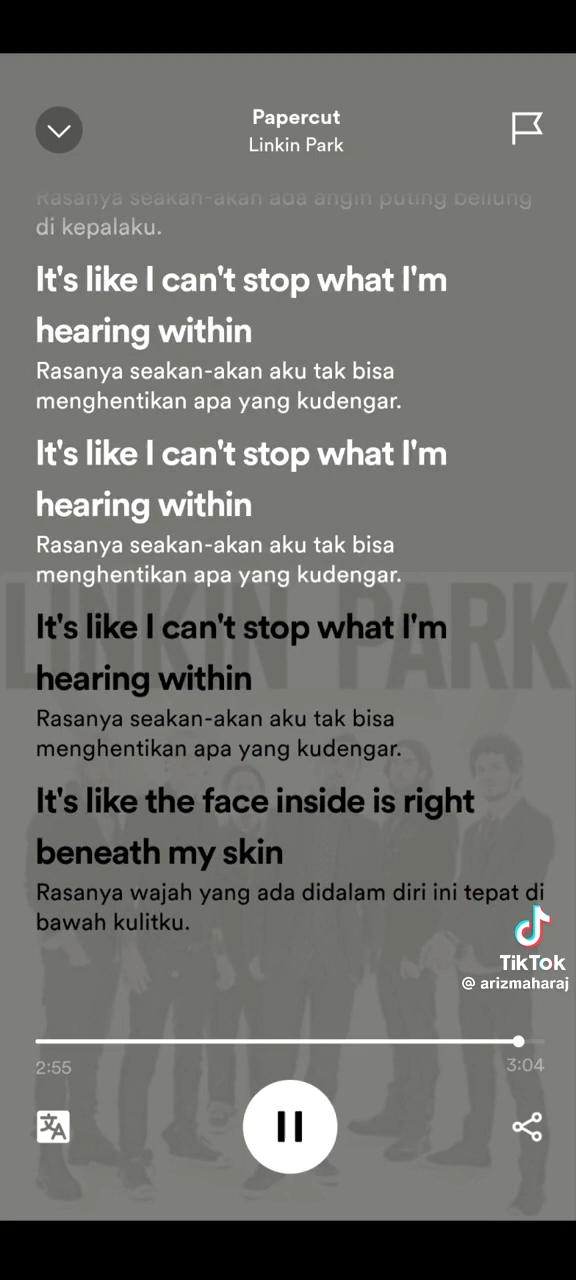 Papercut
Linkin Park
Rasanya seakan-akan ada angin puting beliung
di kepalaku.
It's like I can't stop what I'm
hearing within
Rasanya seakan-akan aku tak bisa
menghentikan apa yang kudengar.
It's like I can't stop what I'm
hearing within
Rasanya seakan-akan aku tak bisa
menghentikan apa yang kudengar.
LINKIN PARK
It's like I can't stop what I'm
hearing within
Rasanya seakan-akan aku tak bisa
menghentikan apa yang kudengar.
It's like the face inside is right
beneath my skin
Rasanya wajah yang ada didalam diri ini tepat di
bawah kulitku.
TikTok
@ arizmaharaj
2:55
3:04